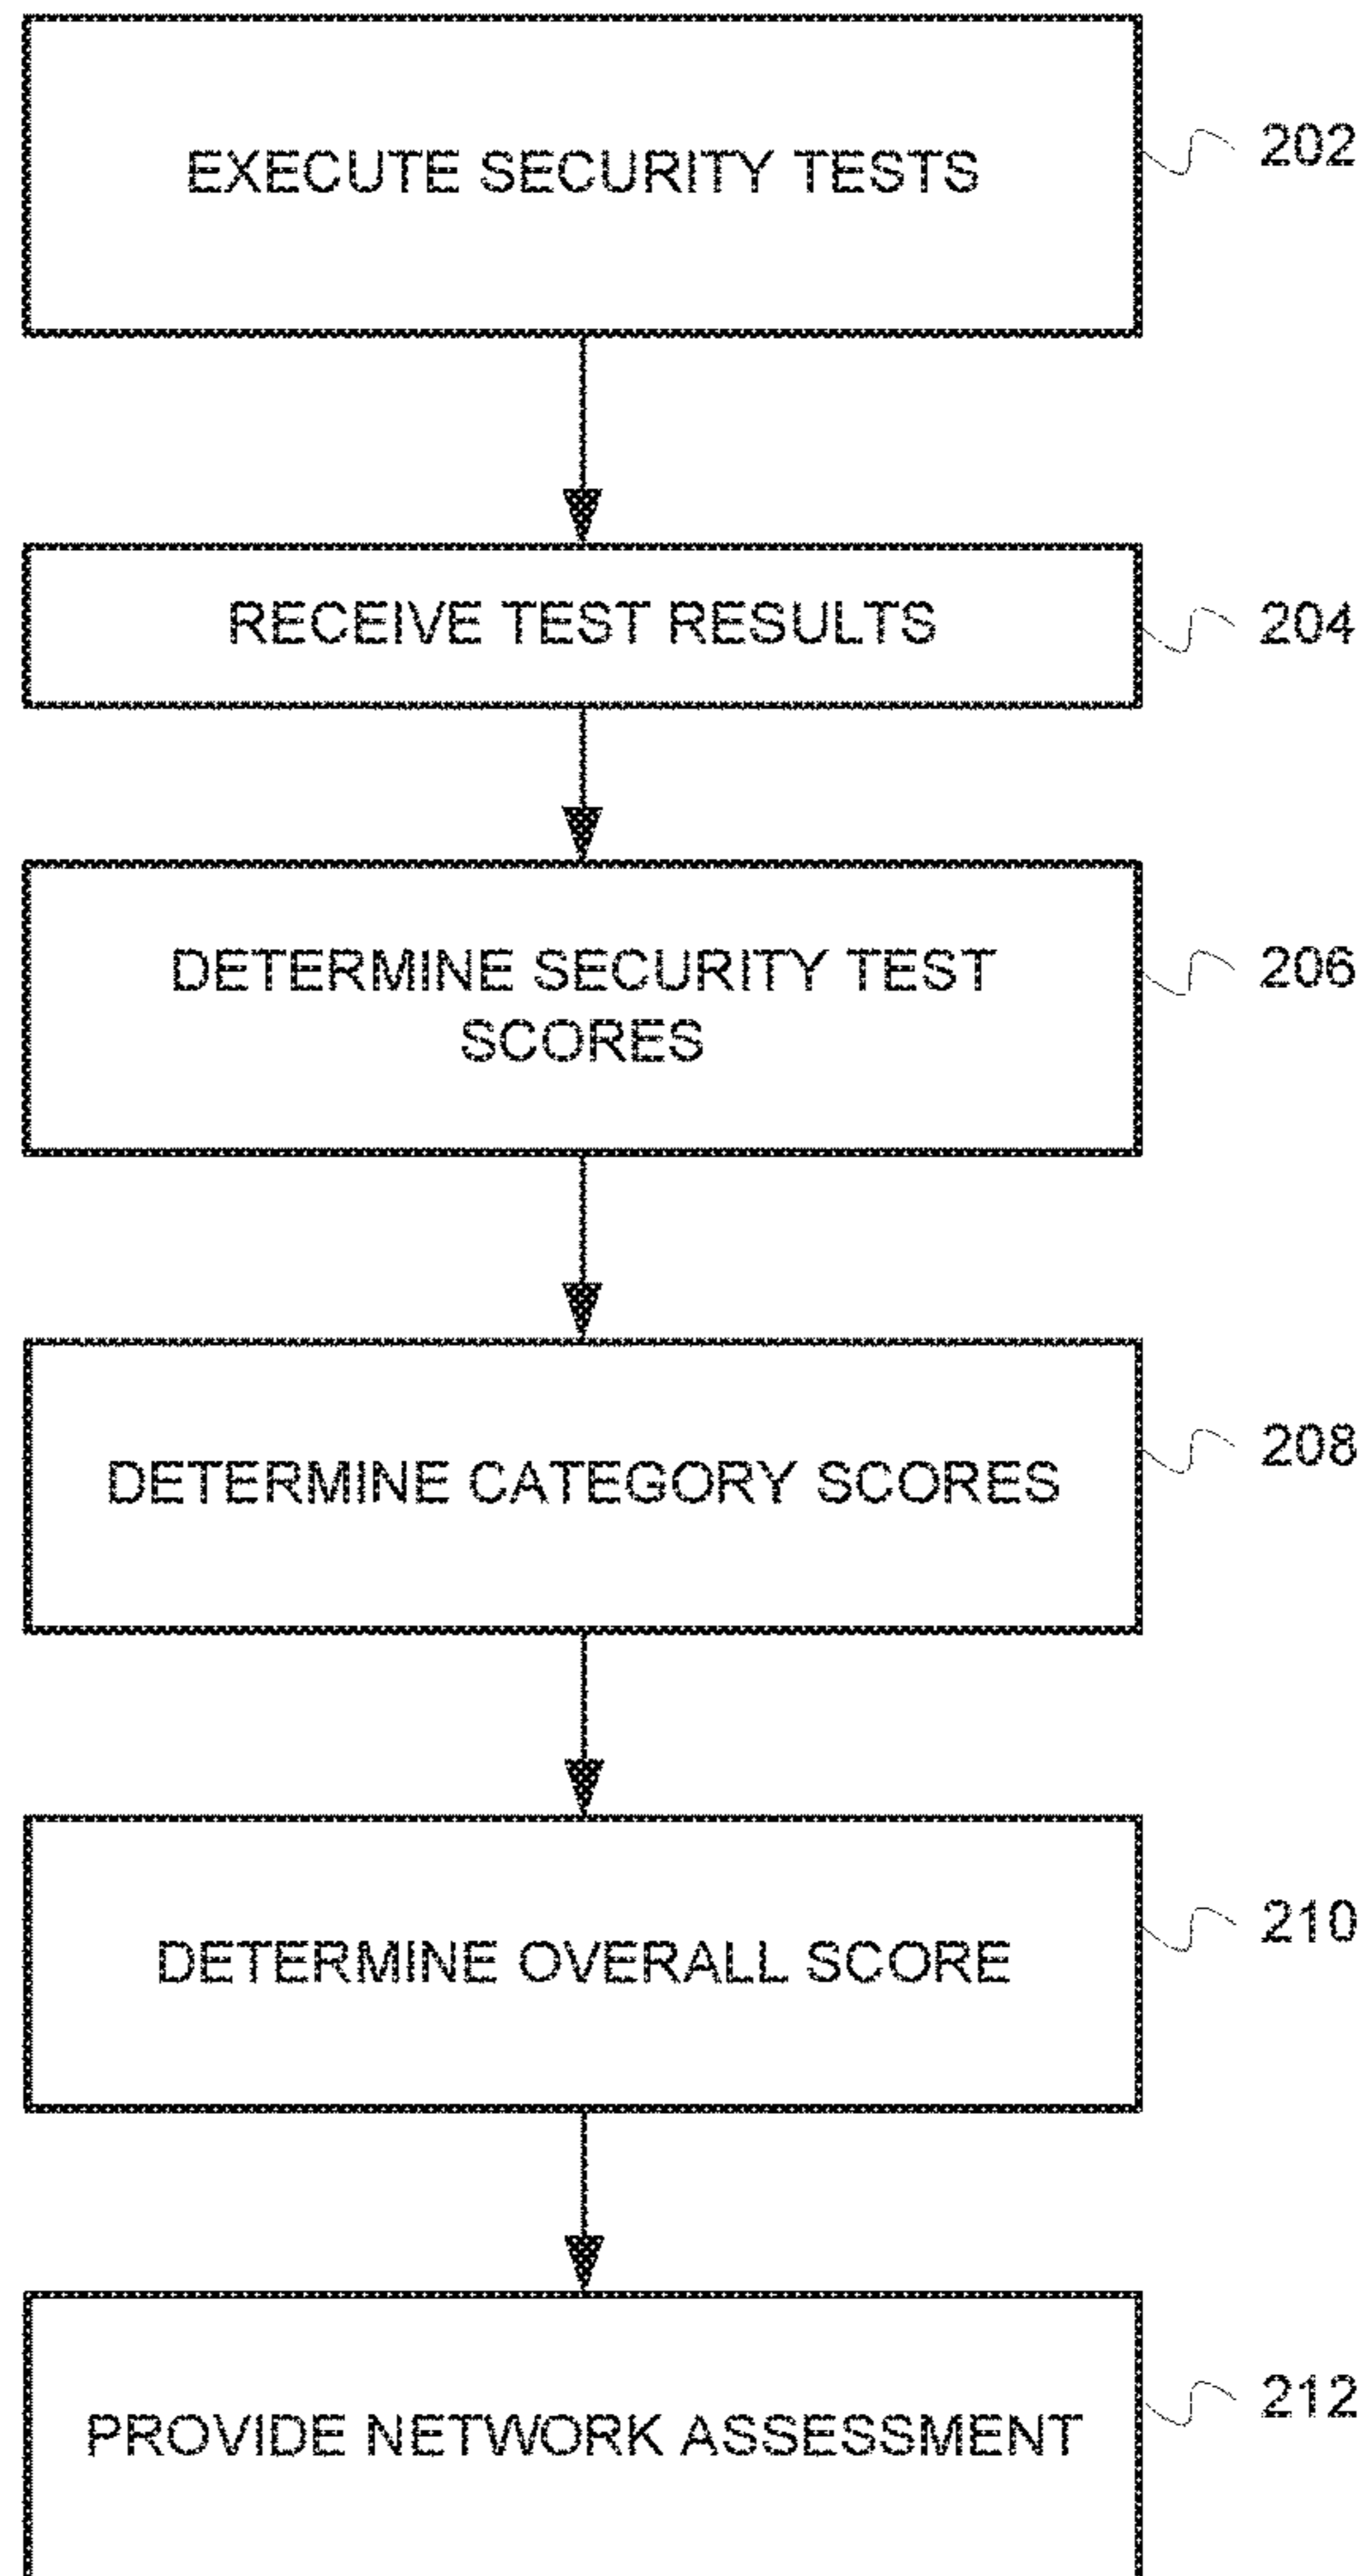 EXECUTE SECURITY TESTS
202
RECEIVE TEST RESULTS
204
DETERMINE SECURITY TEST
SCORES
206
DETERMINE CATEGORY SCORES
208
DETERMINE OVERALL SCORE
210
PROVIDE NETWORK ASSESSMENT
212